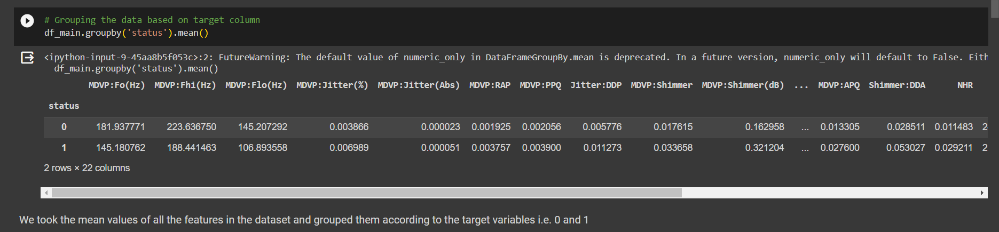 # Grouping the data based on target column
df_main.groupby('status').mean()
<ipython-input-9-45aa8b5f053c>:2: FutureWarning: The default value of numeric_only in DataFrameGroupBy.mean is deprecated. In a future version, numeric_only will default to False. Eith
df_main.groupby('status').mean()
MDVP:Fo(Hz) MDVP:Fhi(Hz) MDVP:Flo(Hz) MDVP:Jitter(%) MDVP:Jitter(Abs) MDVP:RAP MDVP:PPQ Jitter:DDP MDVP:Shimmer MDVP:Shimmer(dB) ... MDVP:APQ Shimmer:DDA NHR
status
0 181.937771 223.636750 145.207292 0.003866 0.000023 0.001925 0.002056 0.005776 0.017615 0.162958 ... 0.013305 0.028511 0.011483 2
1 145.180762 188.441463 106.893558 0.006989 0.000051 0.003757 0.003900 0.011273 0.033658 0.321204 ... 0.027600 0.053027 0.029211 2
2 rows × 22 columns
We took the mean values of all the features in the dataset and grouped them according to the target variables i.e. 0 and 1